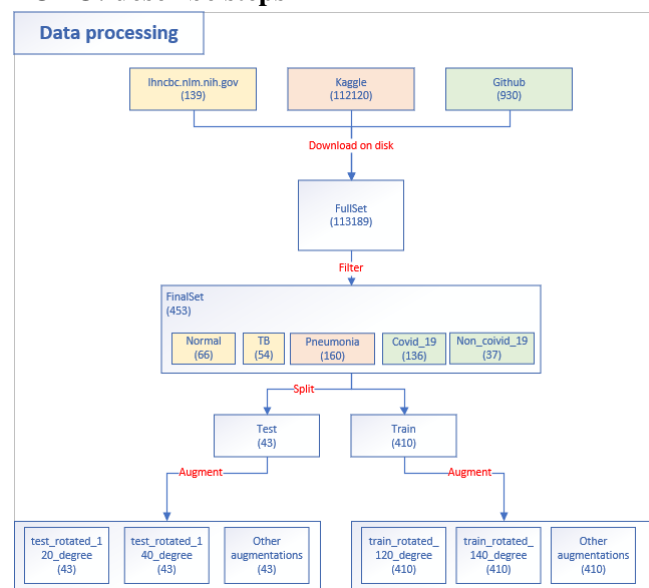 Data processing
lhncbc.nlm.nih.gov
(139)
Kaggle
(112120)
Github
(930)
Download on disk
FullSet
(113189)
Filter
FinalSet
(453)
Normal
(66)
TB
(54)
Pneumonia
(160)
Covid_19
(136)
Non_coivid_19
(37)
Split
Test
(43)
Train
(410)
Augment
Augment
test_rotated_1
20_degree
(43)
test_rotated_1
40_degree
(43)
Other
augmentations
(43)
train_rotated_
120_degree
(410)
train_rotated_
140_degree
(410)
Other
augmentations
(410)